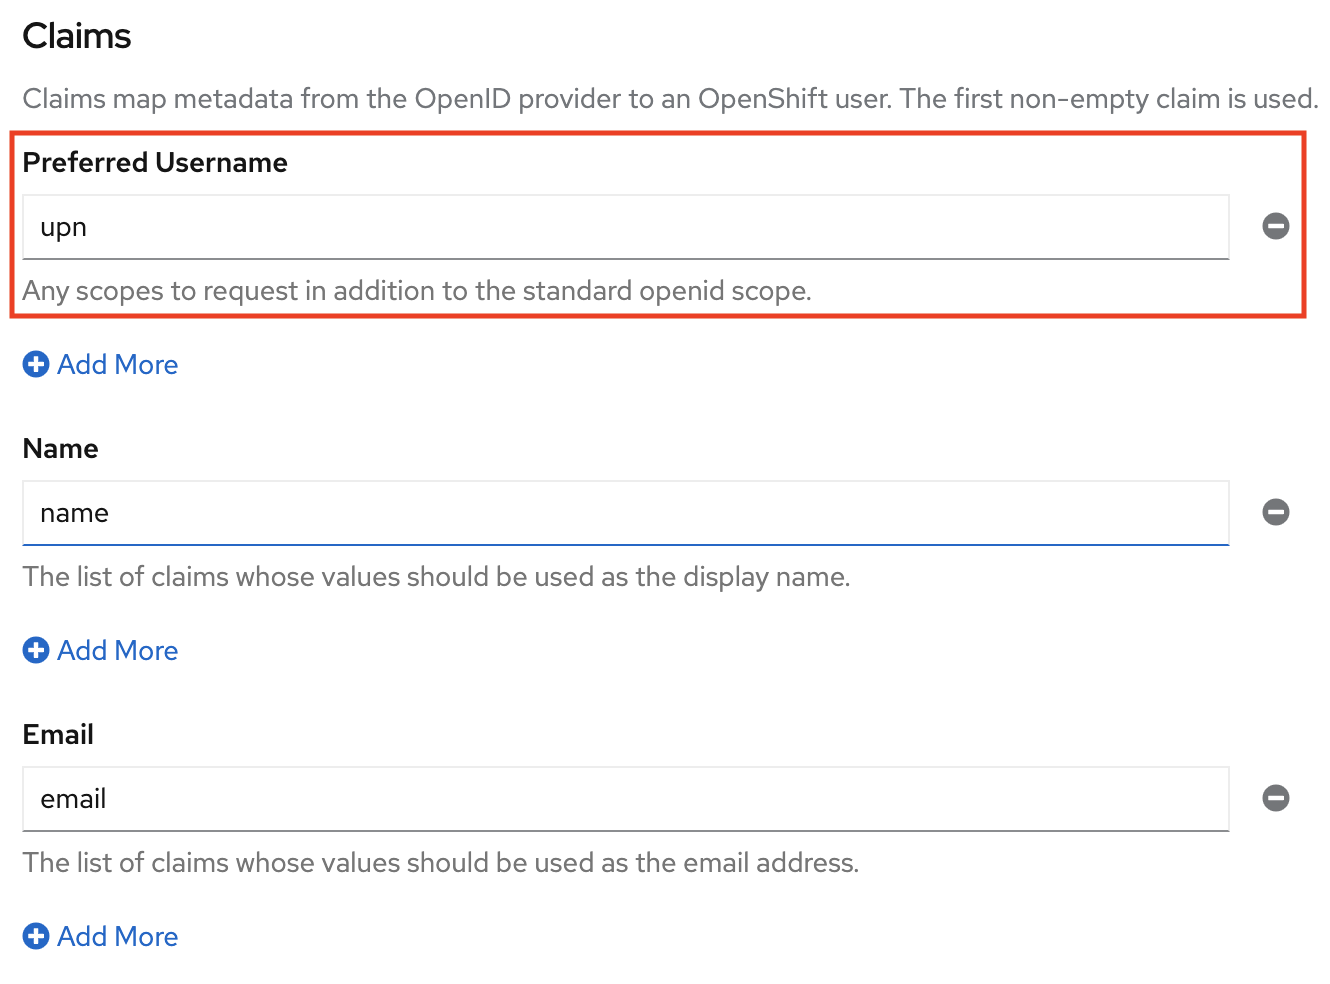 Claims
Claims map metadata from the OpenID provider to an OpenShift user. The first non-empty claim is used.
Preferred Username
upn
Any scopes to request in addition to the standard openid scope.
Add More
Name
name
The list of claims whose values should be used as the display name.
Add More
Email
email
The list of claims whose values should be used as the email address.
Add More